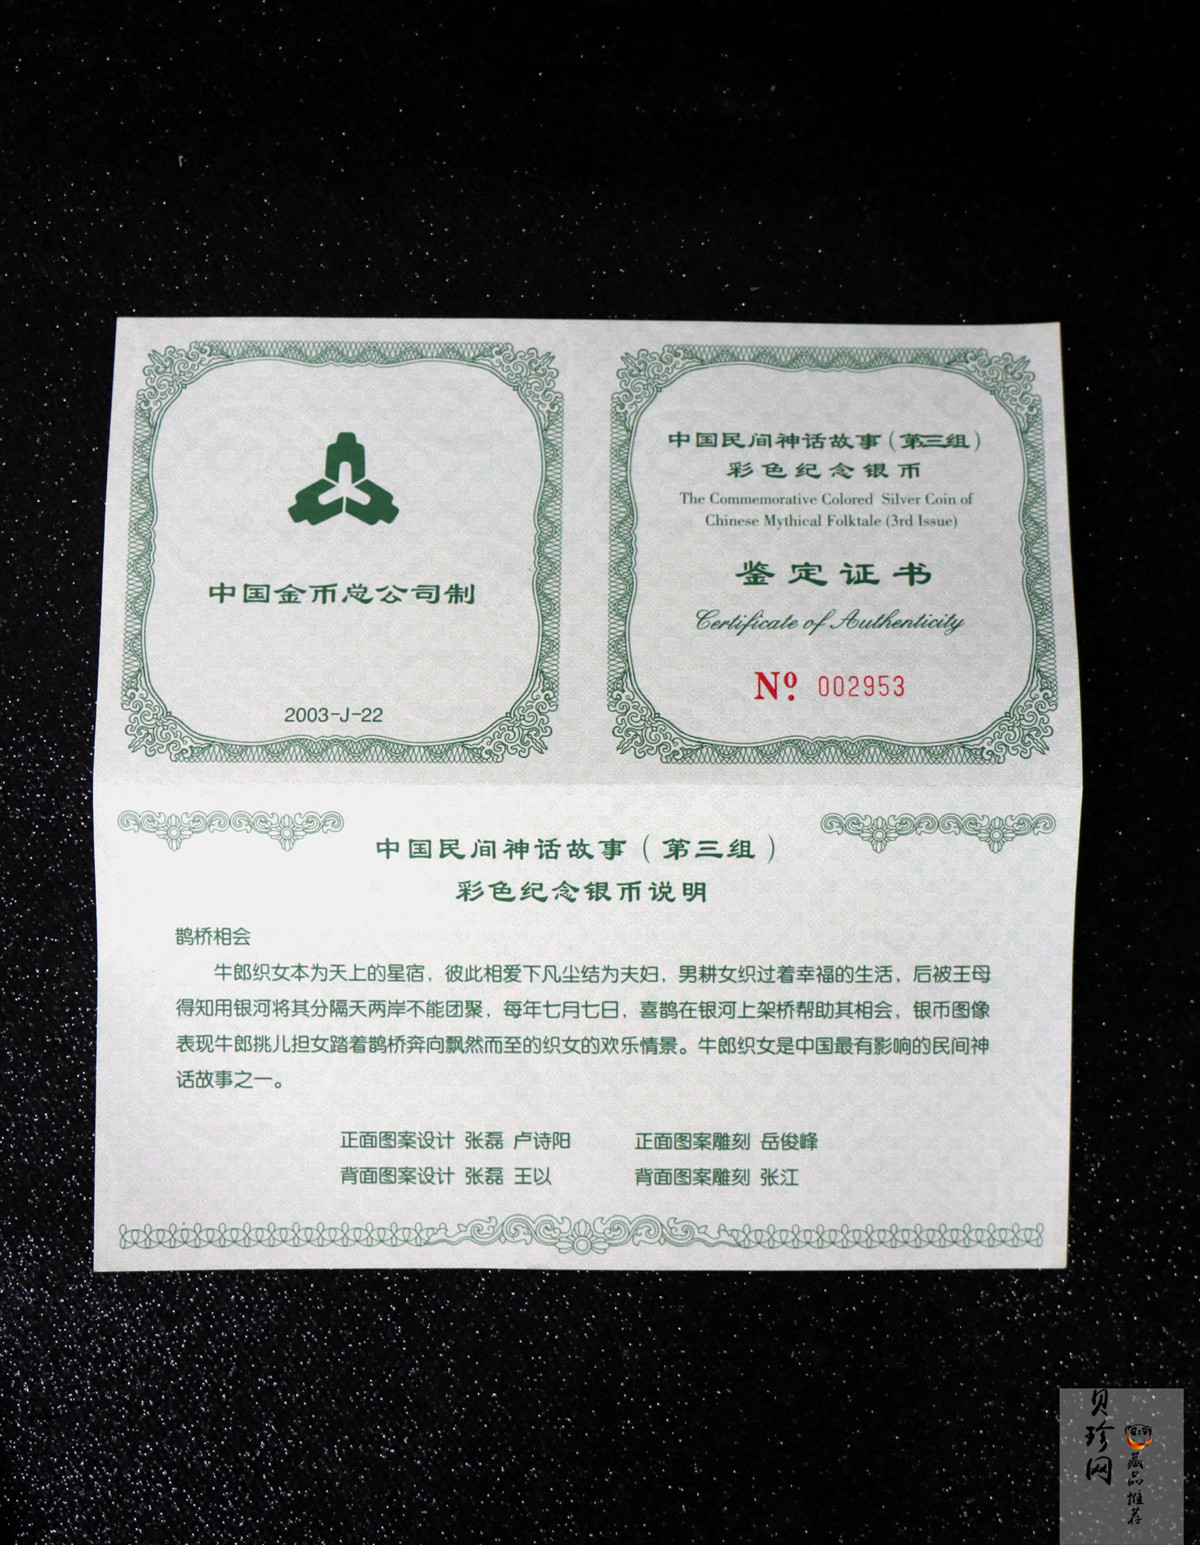 中国金币总公司制
2003-J-22
中国民间神话故事（第三组）
彩色纪念银币
The Commemorative Colored Silver Coin of
Chinese Mythical Folktale (3rd Issue)
鉴定证书
Certificate of Authenticity
Nº 002953
中国民间神话故事（第三组）
彩色纪念银币说明
鹊桥相会
牛郎织女本为天上的星宿，彼此相爱下凡尘结为夫妇，男耕女织过着幸福的生活，后被王母
得知用银河将其分隔天两岸不能团聚，每年七月七日，喜鹊在银河上架桥帮助其相会，银币图像
表现牛郎挑儿担女踏着鹊桥奔向飘然而至的织女的欢乐情景。牛郎织女是中国最有影响的民间神
话故事之一。
正面图案设计 张磊 卢诗阳
正面图案雕刻 岳俊峰
背面图案设计 张磊 王以
背面图案雕刻 张江
贝珍网
藏品推荐